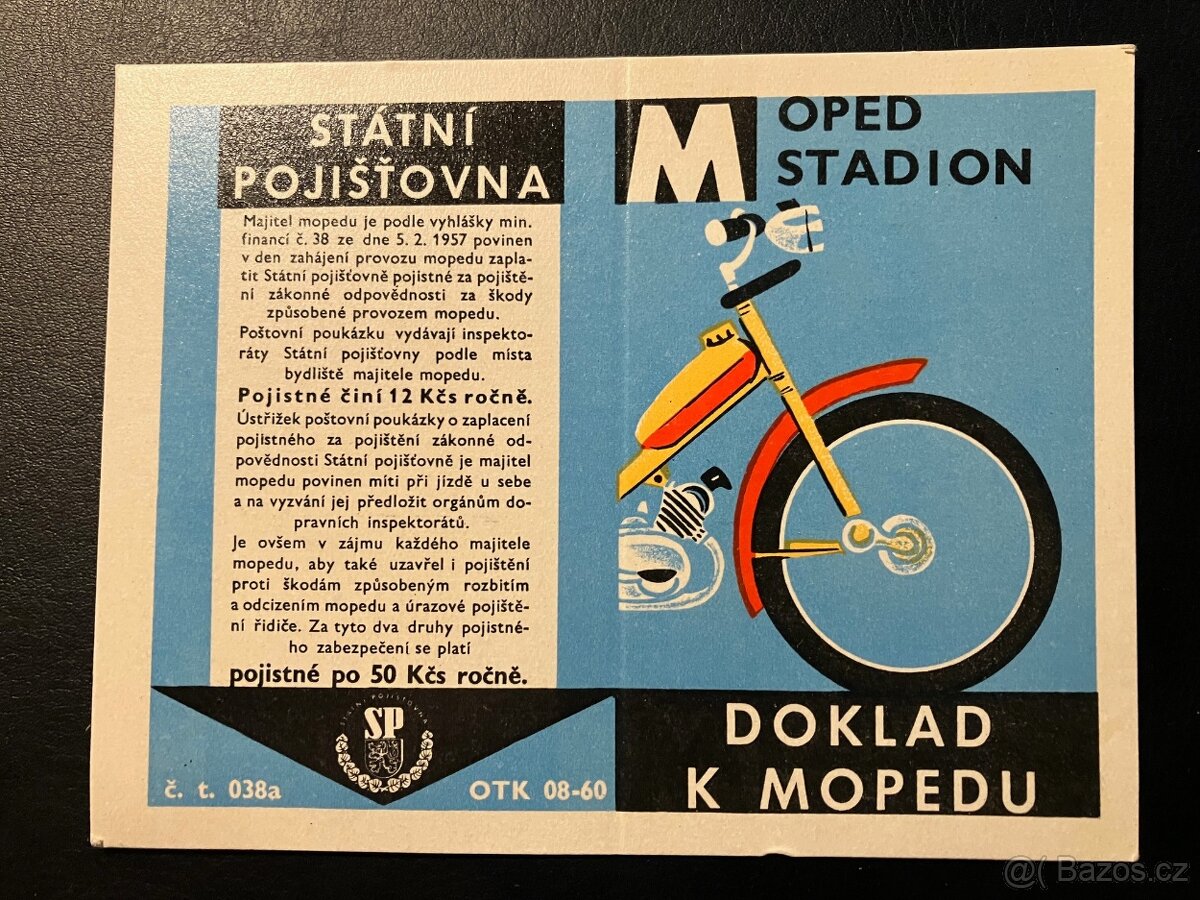 STÁTNÍ
POJIŠŤOVNA
Majitel mopedu je podle vyhlášky min.
financí č. 38 ze dne 5. 2. 1957 povinen
v den zahájení provozu mopedu zapla-
tit Státní pojišťovně pojistné za pojiště-
ní zákonné odpovědnosti za škody
způsobené provozem mopedu.
Poštovní poukázku vydávají inspekto-
ráty Státní pojišťovny podle místa
bydliště majitele mopedu.
Pojistné činí 12 Kčs ročně.
Ústřižek poštovní poukázky o zaplacení
pojistného za pojištění zákonné od-
povědnosti Státní pojišťovně je majitel
mopedu povinen míti při jízdě u sebe
a na vyzvání jej předložit orgánům do-
pravních inspektorátů.
Je ovšem v zájmu každého majitele
mopedu, aby také uzavřel i pojištění
proti škodám způsobeným rozbitím
a odcizením mopedu a úrazové pojiště-
ní řidiče. Za tyto dva druhy pojistné-
ho zabezpečení se platí
pojistné po 50 Kčs ročně.
STÁTNÍ POJIŠŤOVNA
SP
č. t. 038a
OTK 08-60
MOPED
STADION
DOKLAD
K MOPEDU
@( Bazos.cz